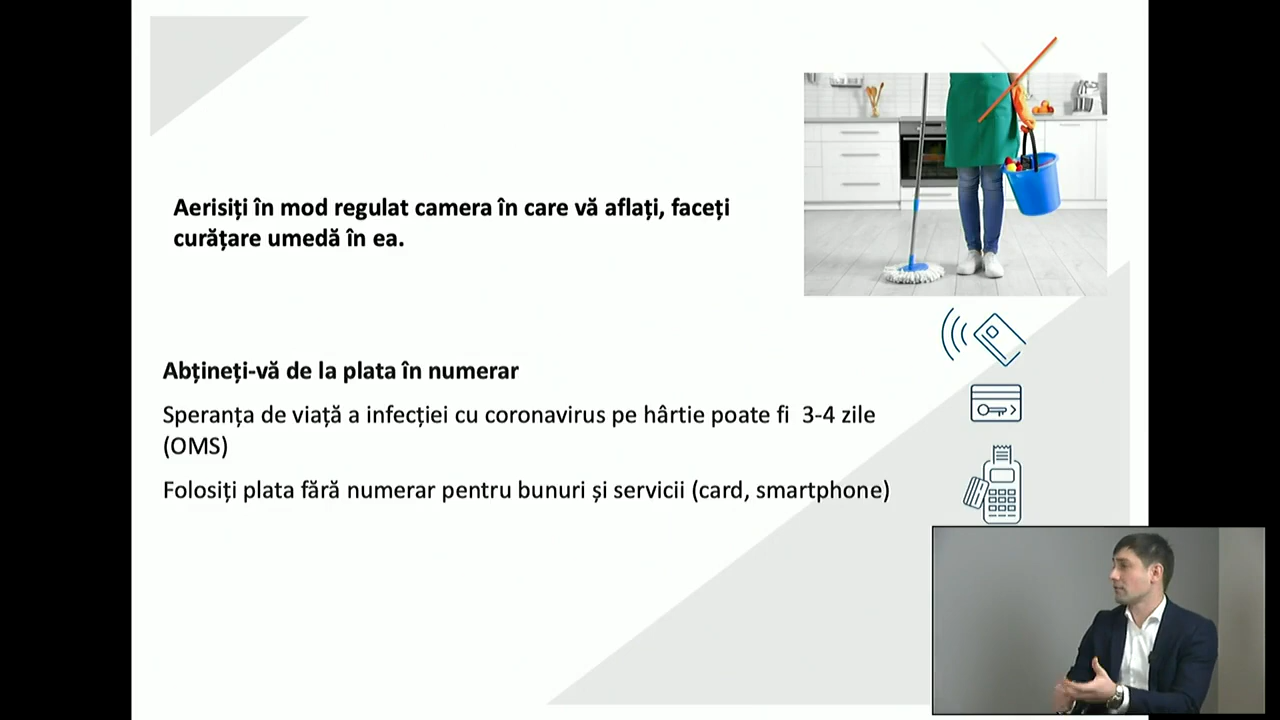 Aerisiți în mod regulat camera în care vă aflați, faceți
curățare umedă în ea.
Abțineți-vă de la plata în numerar
Speranța de viață a infecției cu coronavirus pe hârtie poate fi 3-4 zile
(OMS)
Folosiți plata fără numerar pentru bunuri și servicii (card, smartphone)